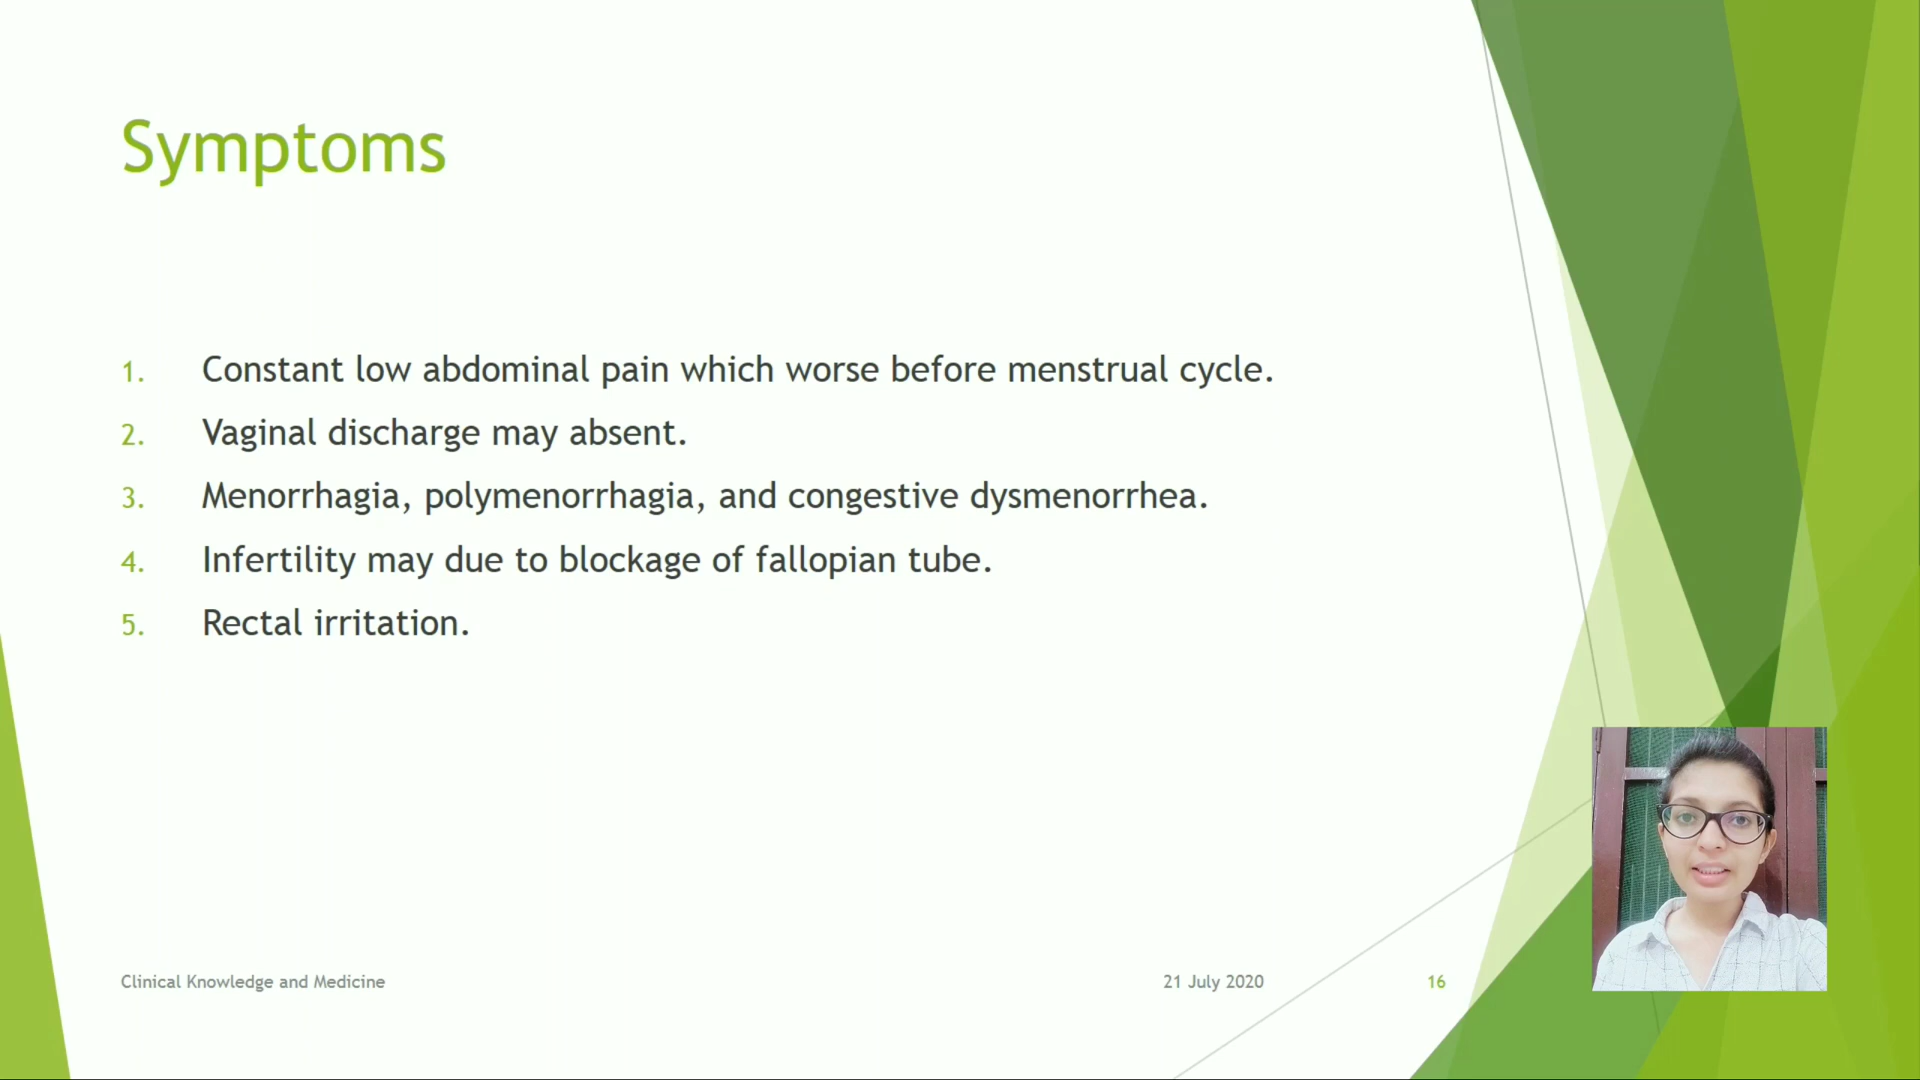 Symptoms
1. Constant low abdominal pain which worse before menstrual cycle.
2. Vaginal discharge may absent.
3. Menorrhagia, polymenorrhagia, and congestive dysmenorrhea.
4. Infertility may due to blockage of fallopian tube.
5. Rectal irritation.
Clinical Knowledge and Medicine 21 July 2020 16